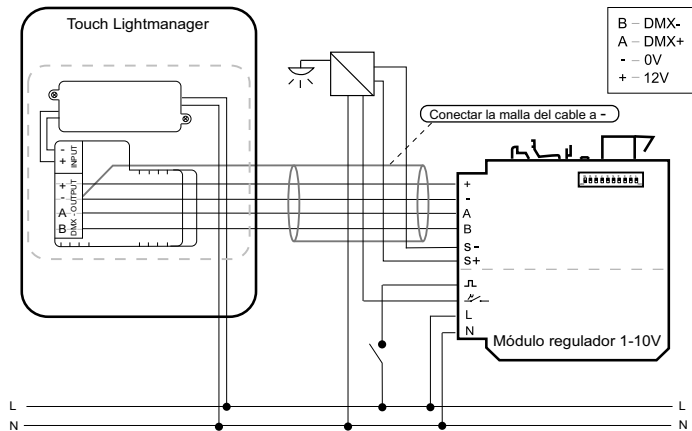 Touch Lightmanager
B - DMX-
A - DMX+
- - 0V
+ - 12V
Conectar la malla del cable a -
-
+
INPUT
+
-
A
B
DMX - OUTPUT
+
-
A
B
S -
S+
L
N
Módulo regulador 1-10V
L
N
L
N